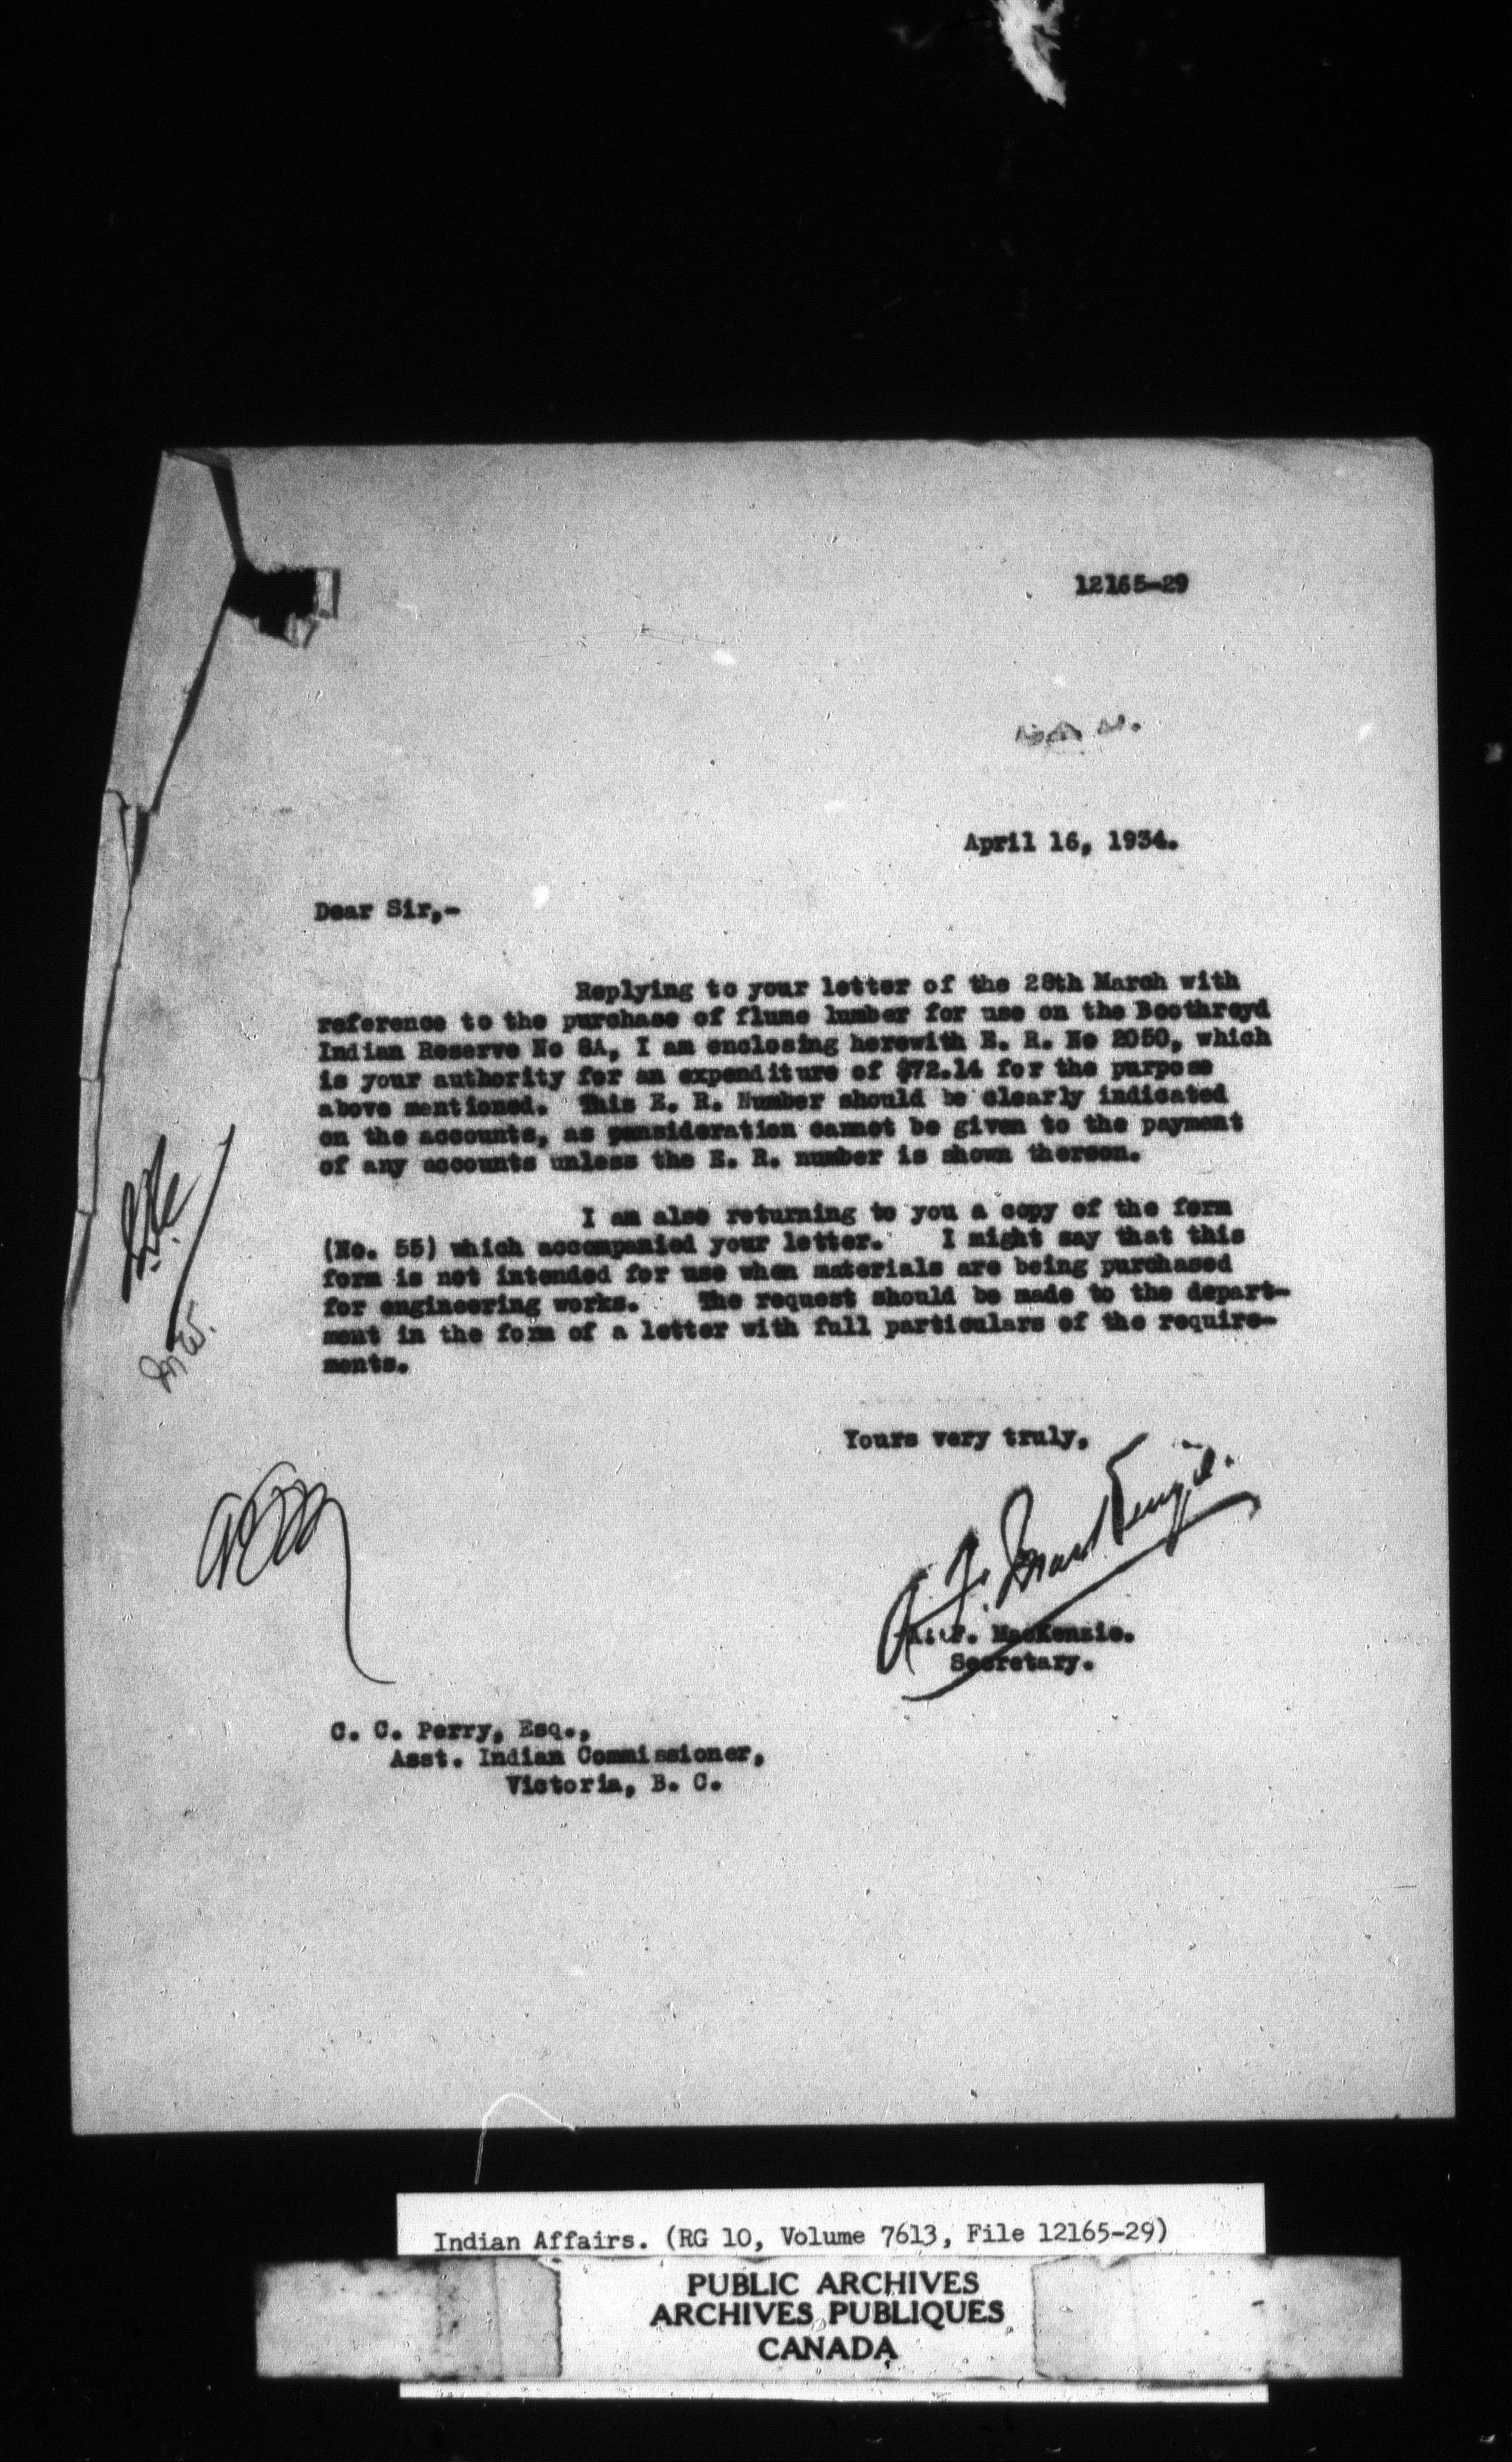 12165-29
April 16, 1934.
Dear Sir,-
Replying to your letter of the 28th March with
reference to the purchase of flume lumber for use on the Boothroyd
Indian Reserve No 8A, I am enclosing herewith E. R. No 2050, which
is your authority for an expenditure of $72.14 for the purpose
above mentioned. This E. R. Number should be clearly indicated
on the accounts, as consideration cannot be given to the payment
of any accounts unless the E. R. number is shown thereon.
I am also returning to you a copy of the form
(No. 55) which accompanied your letter. I might say that this
form is not intended for use when materials are being purchased
for engineering works. The request should be made to the depart-
ment in the form of a letter with full particulars of the require-
ments.
Yours very truly,
A. F. MacKenzie.
A. F. MacKenzie.
Secretary.
C. C. Perry, Esq.,
Asst. Indian Commissioner,
Victoria, B. C.
Indian Affairs. (RG 10, Volume 7613, File 12165-29)
PUBLIC ARCHIVES
ARCHIVES PUBLIQUES
CANADA